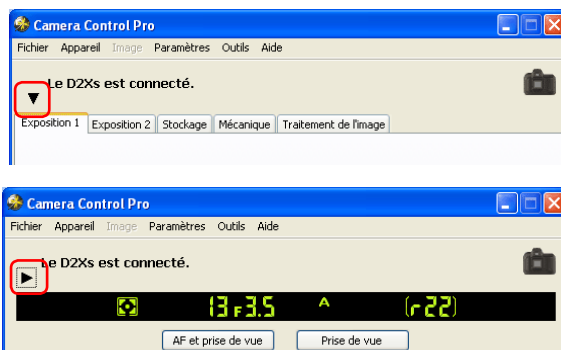 Camera Control Pro
Fichier Appareil Image Paramètres Outils Aide
Le D2Xs est connecté.
Exposition 1 Exposition 2 Stockage Mécanique Traitement de l'image
Camera Control Pro
Fichier Appareil Image Paramètres Outils Aide
Le D2Xs est connecté.
13 F3.5 A (r22)
AF et prise de vue Prise de vue